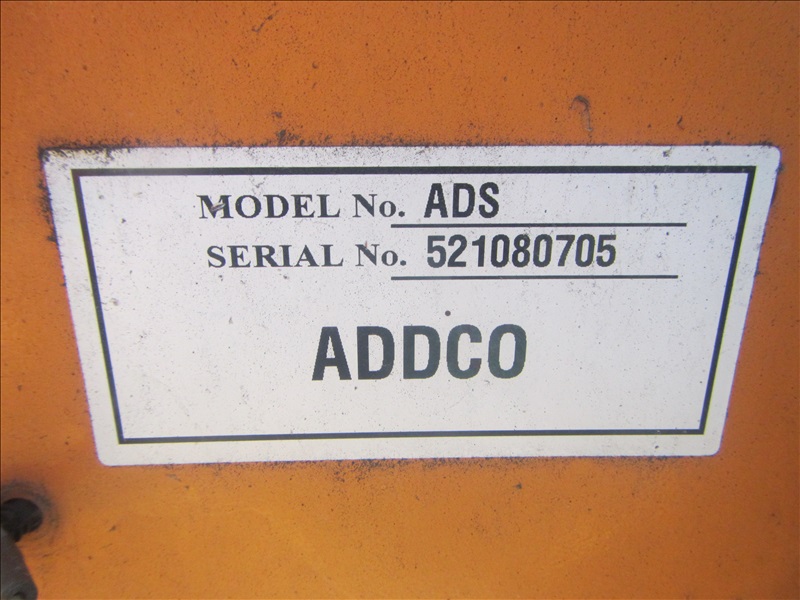 MODEL No. ADS
SERIAL No. 521080705
ADDCO